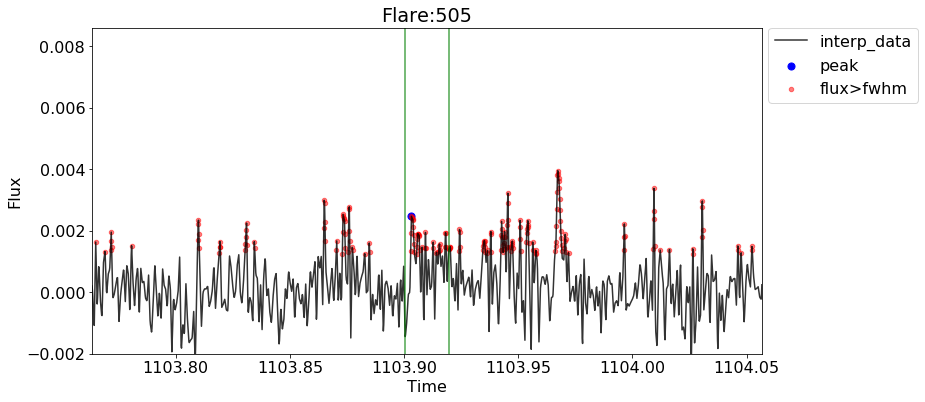 Flare:505
interp_data
peak
flux>fwhm
Flux
0.008
0.006
0.004
0.002
0.000
−0.002
1103.80
1103.85
1103.90
1103.95
1104.00
1104.05
Time